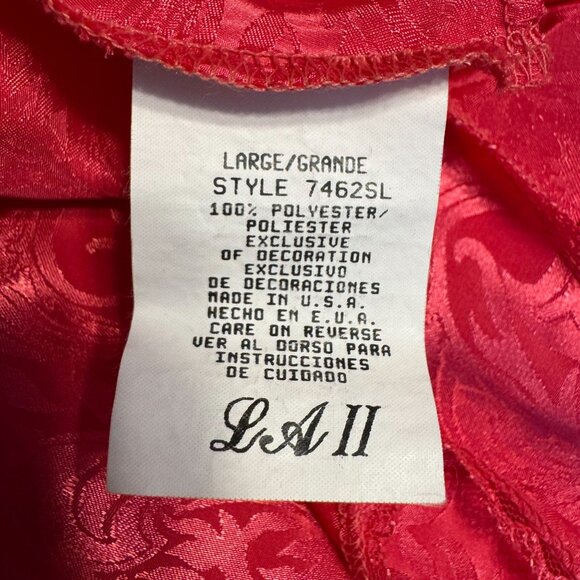 LARGE/GRANDE
STYLE 7462SL
100% POLYESTER/
POLIESTER
EXCLUSIVE
OF DECORATION
EXCLUSIVO
DE DECORACIONES
MADE IN U.S.A.
HECHO EN E.U.A.
CARE ON REVERSE
VER AL DORSO PARA
INSTRUCCIONES
DE CUIDADO
LA II